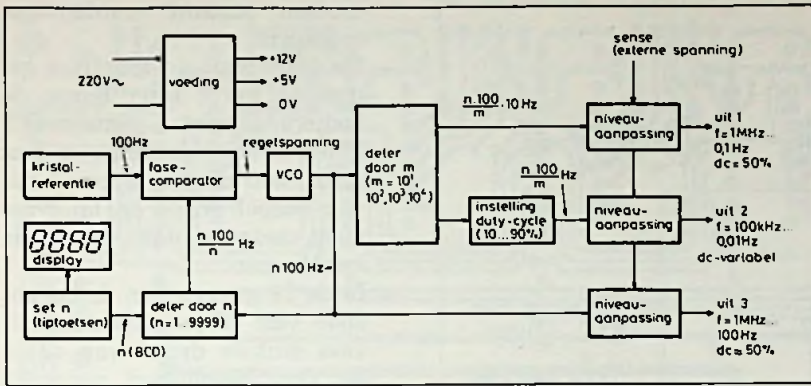 220V~
voeding
+12V
+5V
0V
sense
(externe spanning)
kristal-
referentie
100Hz
fase-
comparator
regelspanning
VCO
deler
door m
(m = 10¹,
10²,10³,10⁴)
n.100/m .10 Hz
niveau-
aanpassing
uit 1
f = 1MHz...
0,1Hz
dc = 50%
instelling
duty-cycle
(10...90%)
n.100/m Hz
niveau-
aanpassing
uit 2
f = 100kHz...
0,01Hz
dc-variabel
8888
display
n.100/n Hz
n100 Hz
set n
(tiptoetsen)
n(BCD)
deler door n
(n=1..9999)
niveau-
aanpassing
uit 3
f = 1MHz
100Hz
dc≈50%